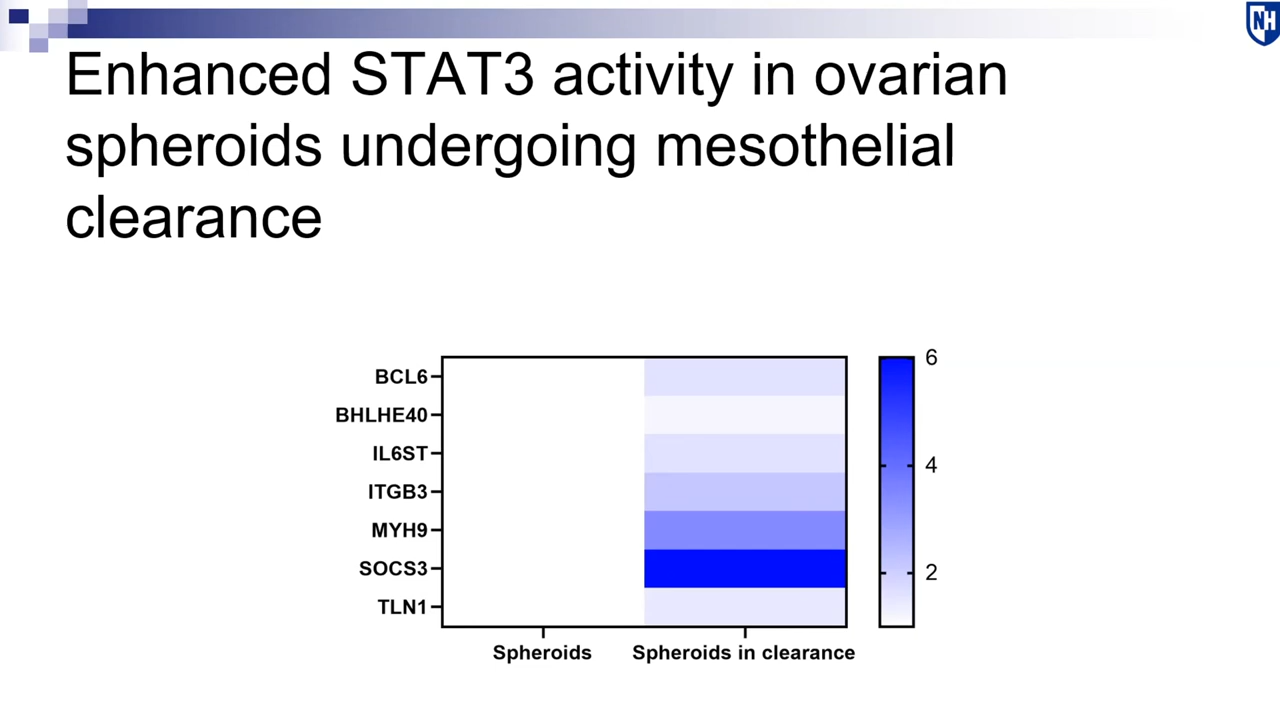 NH
Enhanced STAT3 activity in ovarian
spheroids undergoing mesothelial
clearance
BCL6
BHLHE40
IL6ST
ITGB3
MYH9
SOCS3
TLN1
6
4
2
Spheroids
Spheroids in clearance